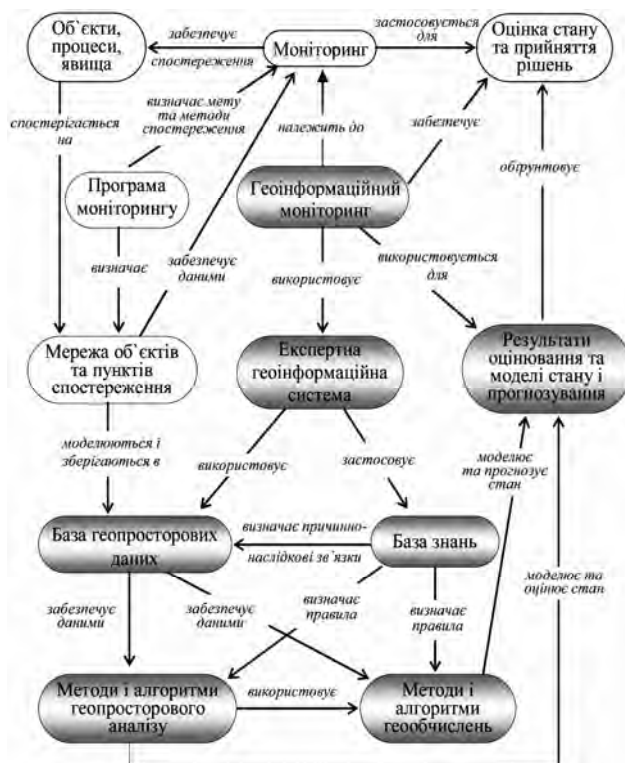 Об`єкти,
процеси,
явища
забезпечує
спостереження
Моніторинг
застосовується
для
Оцінка стану
та прийняття
рішень
визначає мету
та методи
спостереження
спостерігається
на
належить до
забетечує
обґрунтовує
Програма
моніторингу
Геоінформаційний
моніторинг
визначає
забезпечує
даними
використовує
використовується
для
Мережа об`єктів
та пунктів
спостереження
Експертна
геоінформаційна
система
Результати
оцінювання та
моделі стану і
прогнозування
моделюються і
зберігаються в
використовує
застосовує
моделює
та прогнозує
стан
База геопросторових
даних
визначає причинно-
наслідкові зв`язки
База знань
моделює та
оцінює стан
забезпечує
даними
забезпечує
даними
визначає
правила
визначає
правила
Методи і алгоритми
геопросторового
аналізу
використовує
Методи і
алгоритми
геообчислень